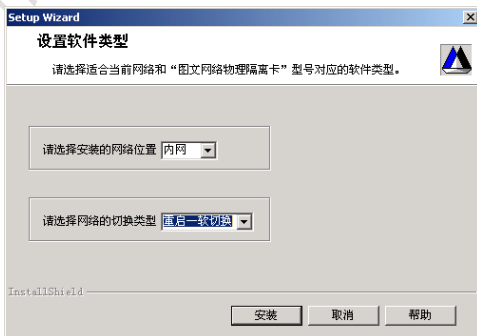 Setup Wizard
设置软件类型
请选择适合当前网络和“图文网络物理隔离卡”型号对应的软件类型。
请选择安装的网络位置 内网
请选择网络的切换类型 重启一软切换
InstallShield
安装 取消 帮助